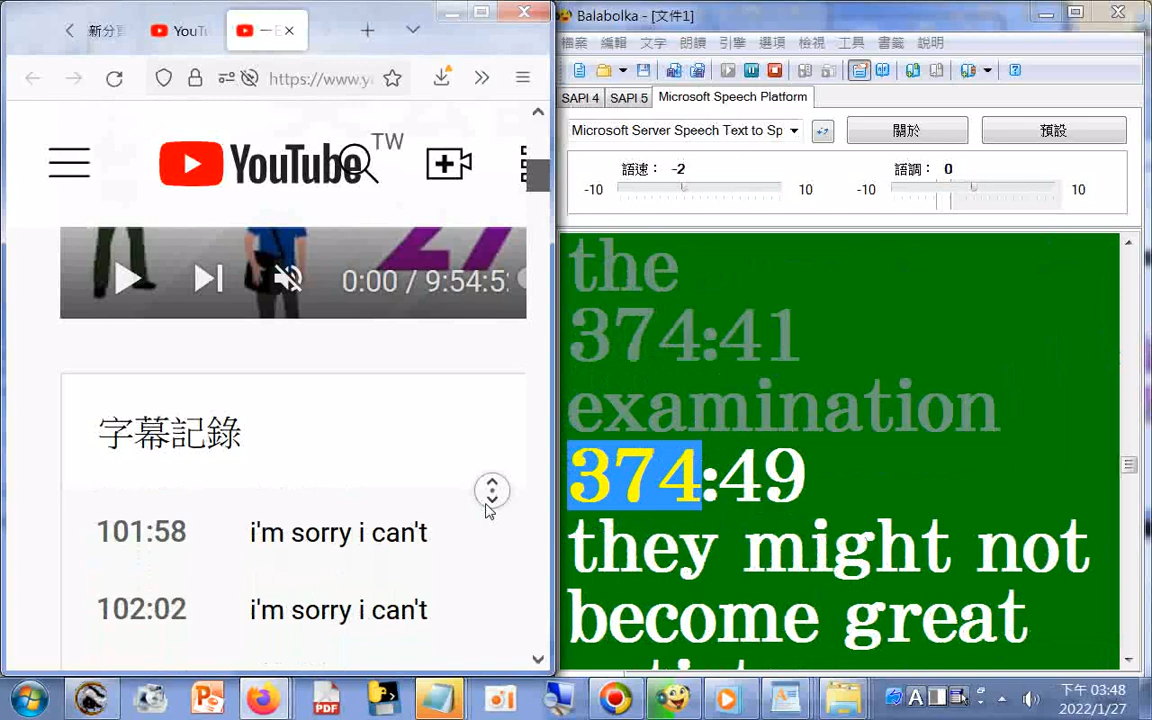 新分
YouTu
一 E
https://www.y
YouTube
TW
27
0:00 / 9:54:5
字幕記錄
101:58 i'm sorry i can't
102:02 i'm sorry i can't
Balabolka - [文件1]
檔案 編輯 文字 朗讀 引擎 選項 檢視 工具 書籤 說明
SAPI 4 SAPI 5 Microsoft Speech Platform
Microsoft Server Speech Text to Sp
關於
預設
語速： -2
語調： 0
-10 10 -10 10
the
374:41
examination
374:49
they might not
become great
下午 03:48
2022/1/27